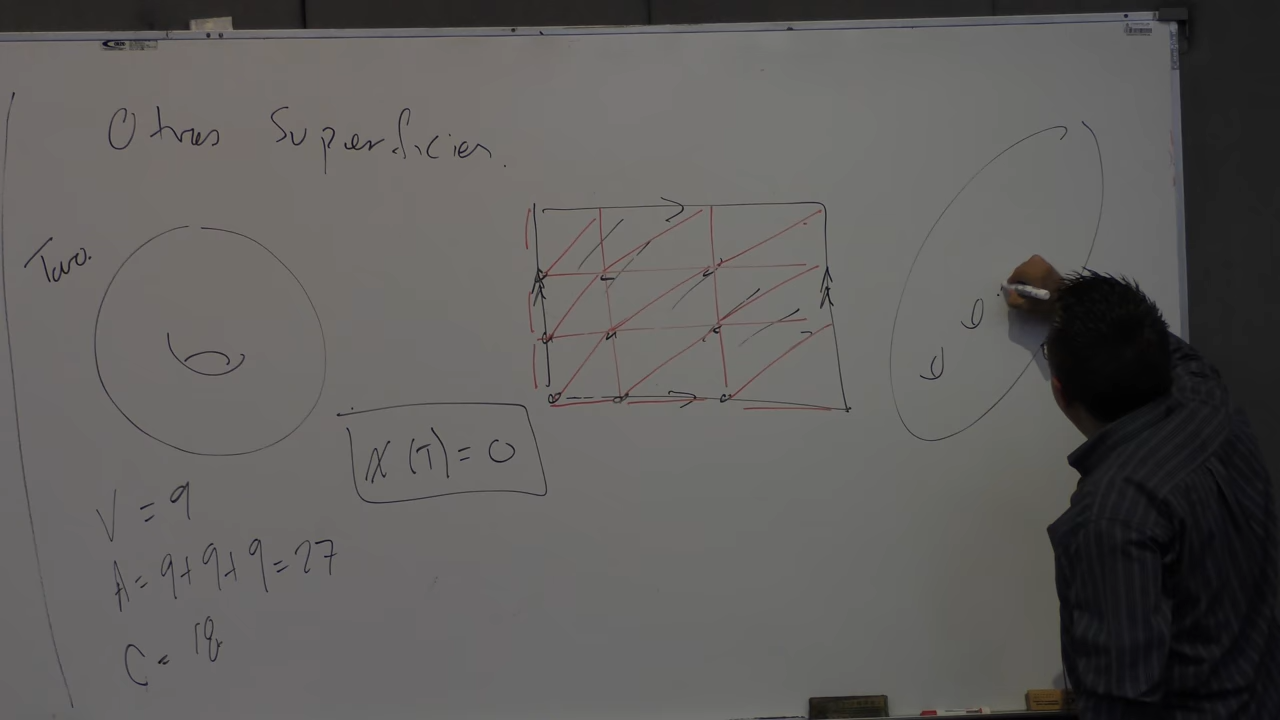 Otras Superficies.
Toro.
χ(T) = 0
V = 9
A = 9+9+9 = 27
C = 18